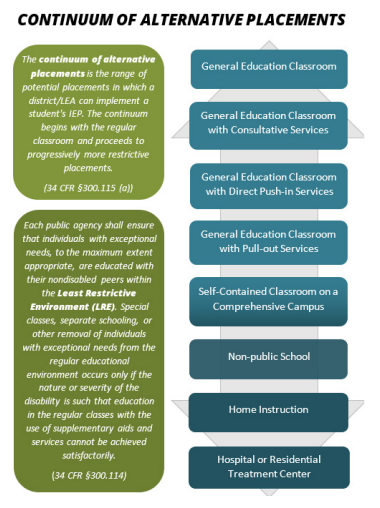 CONTINUUM OF ALTERNATIVE PLACEMENTS
The continuum of alternative
placements is the range of
potential placements in which a
district/LEA can implement a
student's IEP. The continuum
begins with the regular
classroom and proceeds to
progressively more restrictive
placements.
(34 CFR §300.115 (a))
Each public agency shall ensure
that individuals with exceptional
needs, to the maximum extent
appropriate, are educated with
their nondisabled peers within
the Least Restrictive
Environment (LRE). Special
classes, separate schooling, or
other removal of individuals
with exceptional needs from the
regular educational
environment occurs only if the
nature or severity of the
disability is such that education
in the regular classes with the
use of supplementary aids and
services cannot be achieved
satisfactorily.
(34 CFR §300.114)
General Education Classroom
General Education Classroom
with Consultative Services
General Education Classroom
with Direct Push-in Services
General Education Classroom
with Pull-out Services
Self-Contained Classroom on a
Comprehensive Campus
Non-public School
Home Instruction
Hospital or Residential
Treatment Center